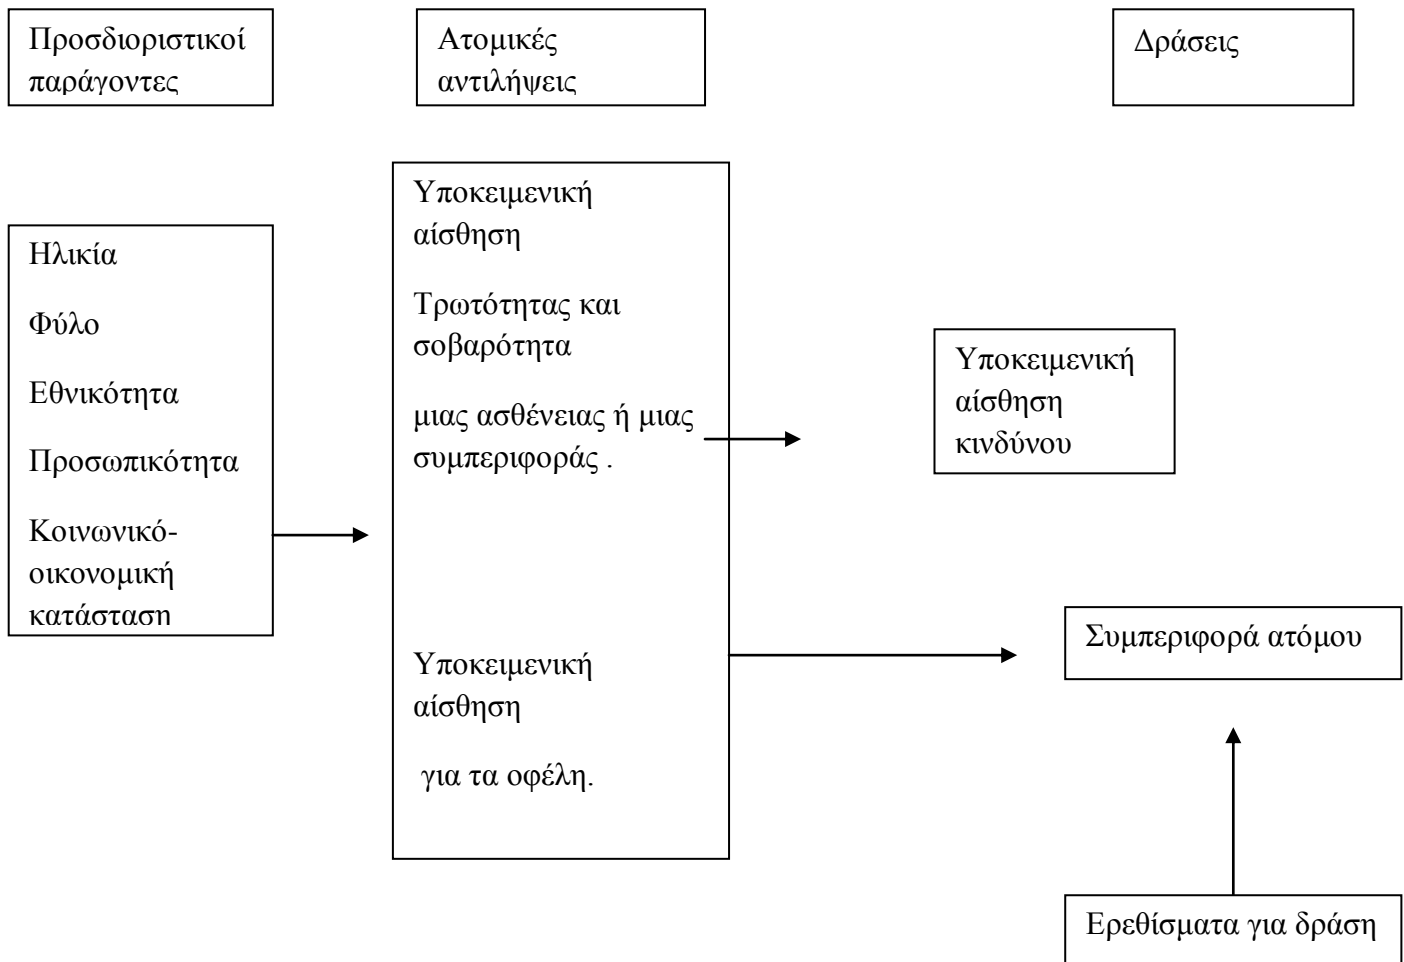 Προσδιοριστικοί
παράγοντες
Ατομικές
αντιλήψεις
Δράσεις
Ηλικία
Φύλο
Εθνικότητα
Προσωπικότητα
Κοινωνικό-
οικονομική
κατάσταση
Υποκειμενική
αίσθηση
Τρωτότητας και
σοβαρότητα
μιας ασθένειας ή μιας
συμπεριφοράς .
Υποκειμενική
αίσθηση
για τα οφέλη.
Υποκειμενική
αίσθηση
κινδύνου
Συμπεριφορά ατόμου
Ερεθίσματα για δράση